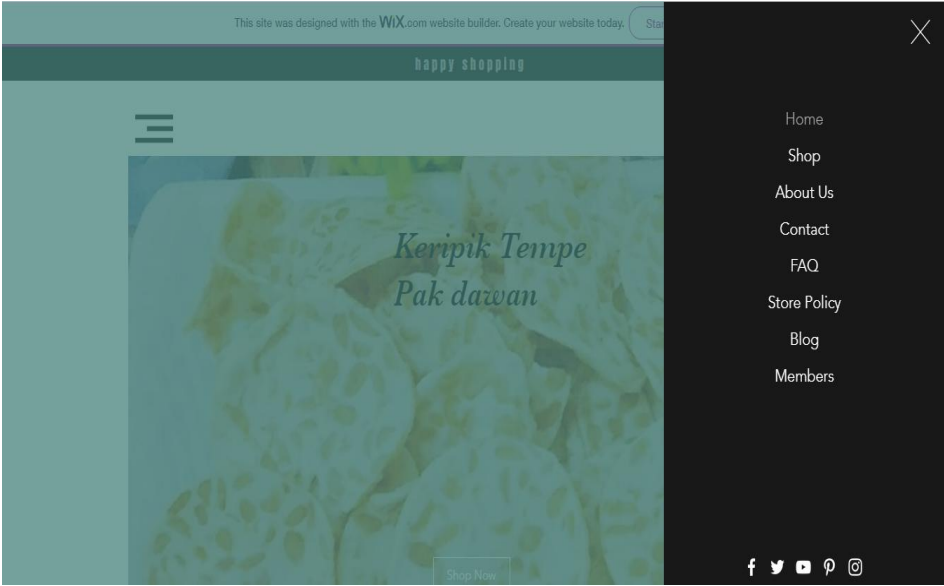 This site was designed with the WiX.com website builder. Create your website today.
happy shopping
Keripik Tempe
Pak dawan
Shop Now
X
Home
Shop
About Us
Contact
FAQ
Store Policy
Blog
Members